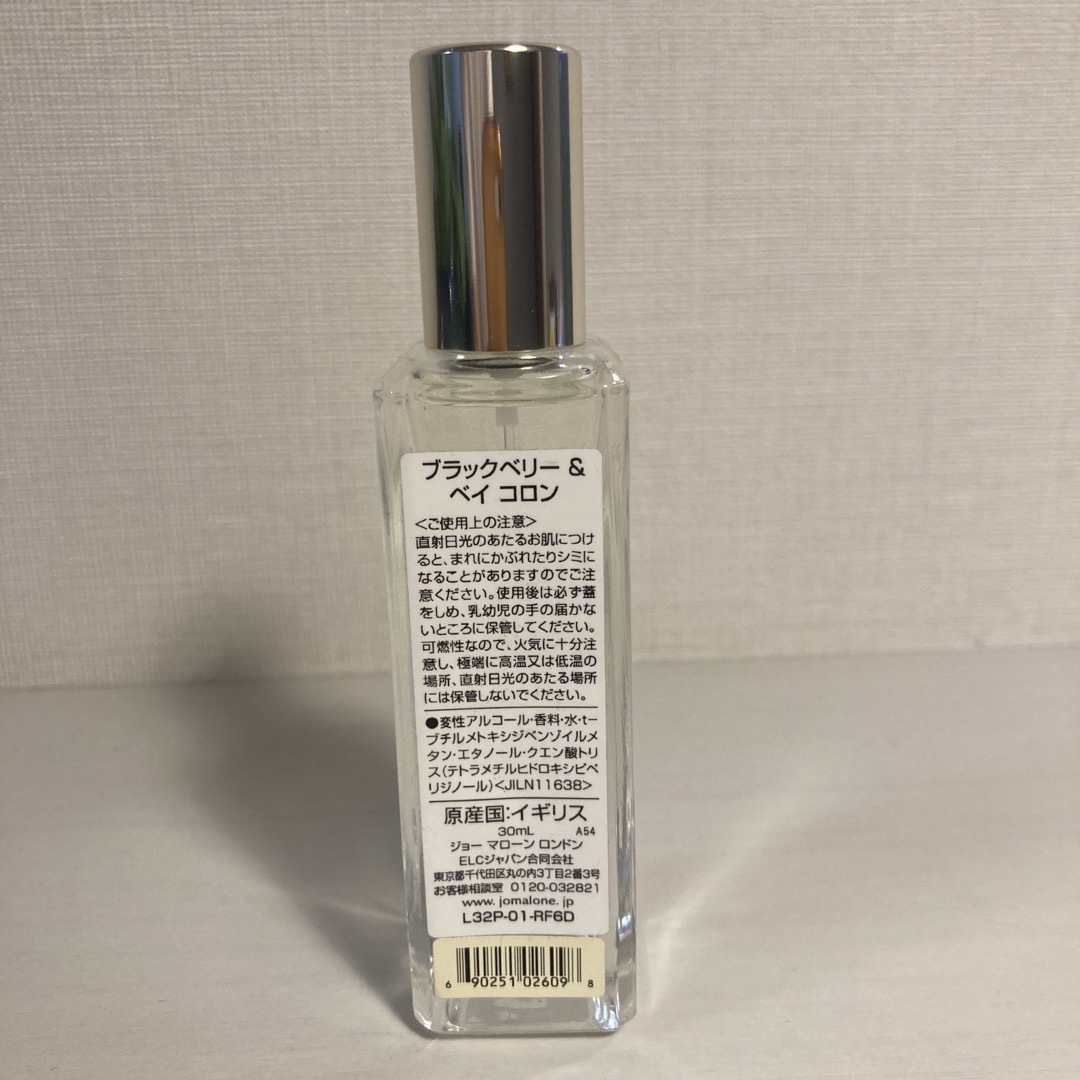 ブラックベリー &
ベイ コロン
<ご使用上の注意>
直射日光のあたるお肌につけ
ると、まれにかぶれたりシミに
なることがありますのでご注
意ください。使用後は必ず蓋
をしめ、乳幼児の手の届かな
いところに保管してください。
可燃性なので、火気に十分注
意し、極端に高温又は低温の
場所、直射日光のあたる場所
には保管しないでください。
●変性アルコール・香料・水・t-
ブチルメトキシジベンゾイルメ
タン・エタノール・クエン酸トリ
ス(テトラメチルヒドロキシピペ
リジノール)<JILN11638>
原産国:イギリス
30mL A54
ジョー マローン ロンドン
ELCジャパン合同会社
東京都千代田区丸の内3丁目2番3号
お客様相談室 0120-032821
www.jomalone.jp
L32P-01-RF6D
6 90251 02609 8